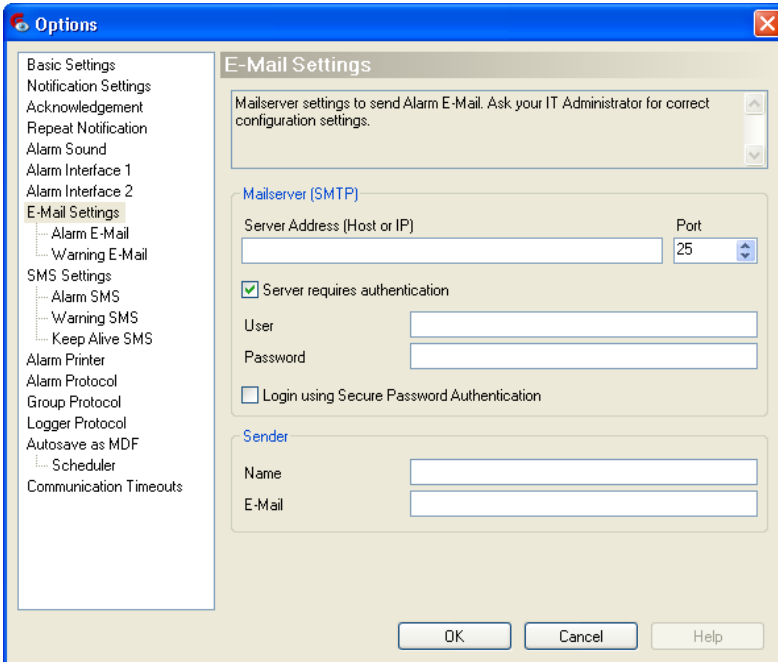 Options
Basic Settings
Notification Settings
Acknowledgement
Repeat Notification
Alarm Sound
Alarm Interface 1
Alarm Interface 2
E-Mail Settings
Alarm E-Mail
Warning E-Mail
SMS Settings
Alarm SMS
Warning SMS
Keep Alive SMS
Alarm Printer
Alarm Protocol
Group Protocol
Logger Protocol
Autosave as MDF
Scheduler
Communication Timeouts
E-Mail Settings
Mailserver settings to send Alarm E-Mail. Ask your IT Administrator for correct
configuration settings.
Mailserver (SMTP)
Server Address (Host or IP)
Port
25
Server requires authentication
User
Password
Login using Secure Password Authentication
Sender
Name
E-Mail
OK
Cancel
Help